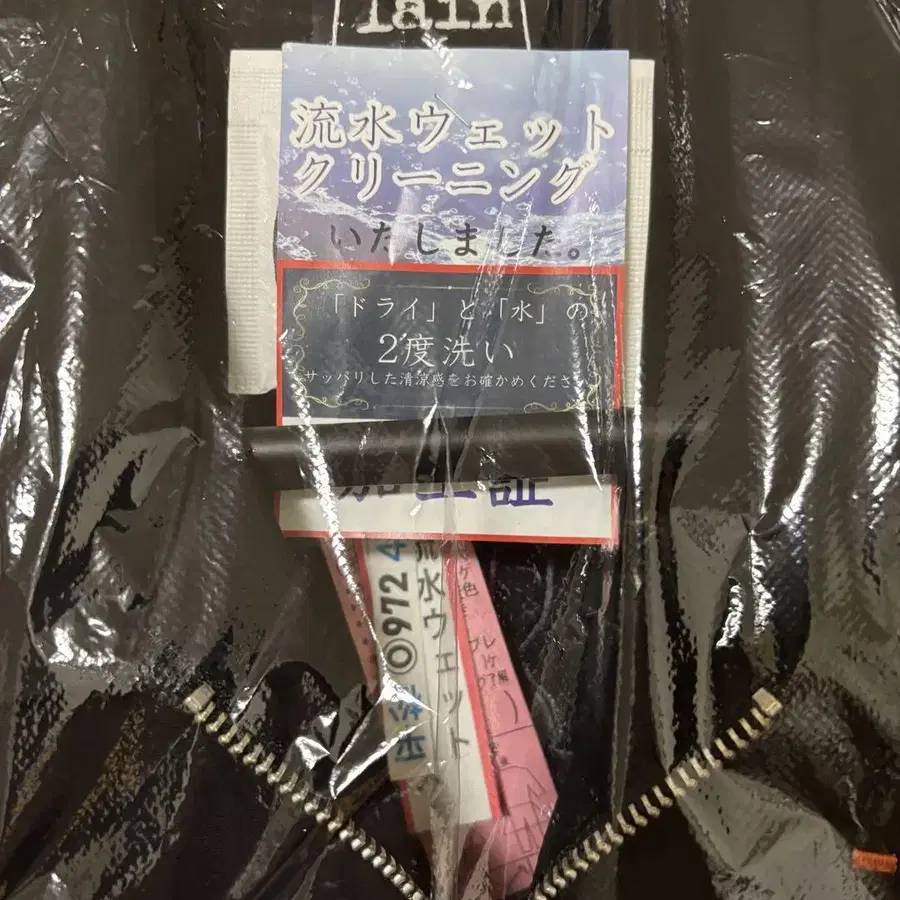 lain
流水ウェット
クリーニング
いたしました。
「ドライ」と「水」の
2度洗い
サッパリした清涼感をお確かめくださ
加工証
972 4
流水ウェット